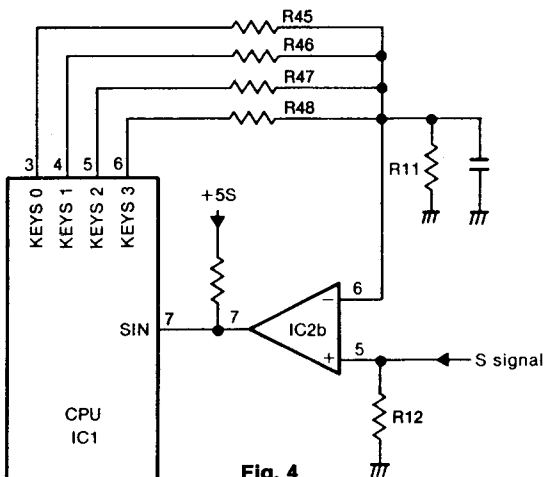 R45
R46
R47
R48
R11
3 4 5 6
KEYS 0
KEYS 1
KEYS 2
KEYS 3
+5S
6
−
SIN
7
7
IC2b
+
5
S signal
R12
CPU
IC1
Fig. 4